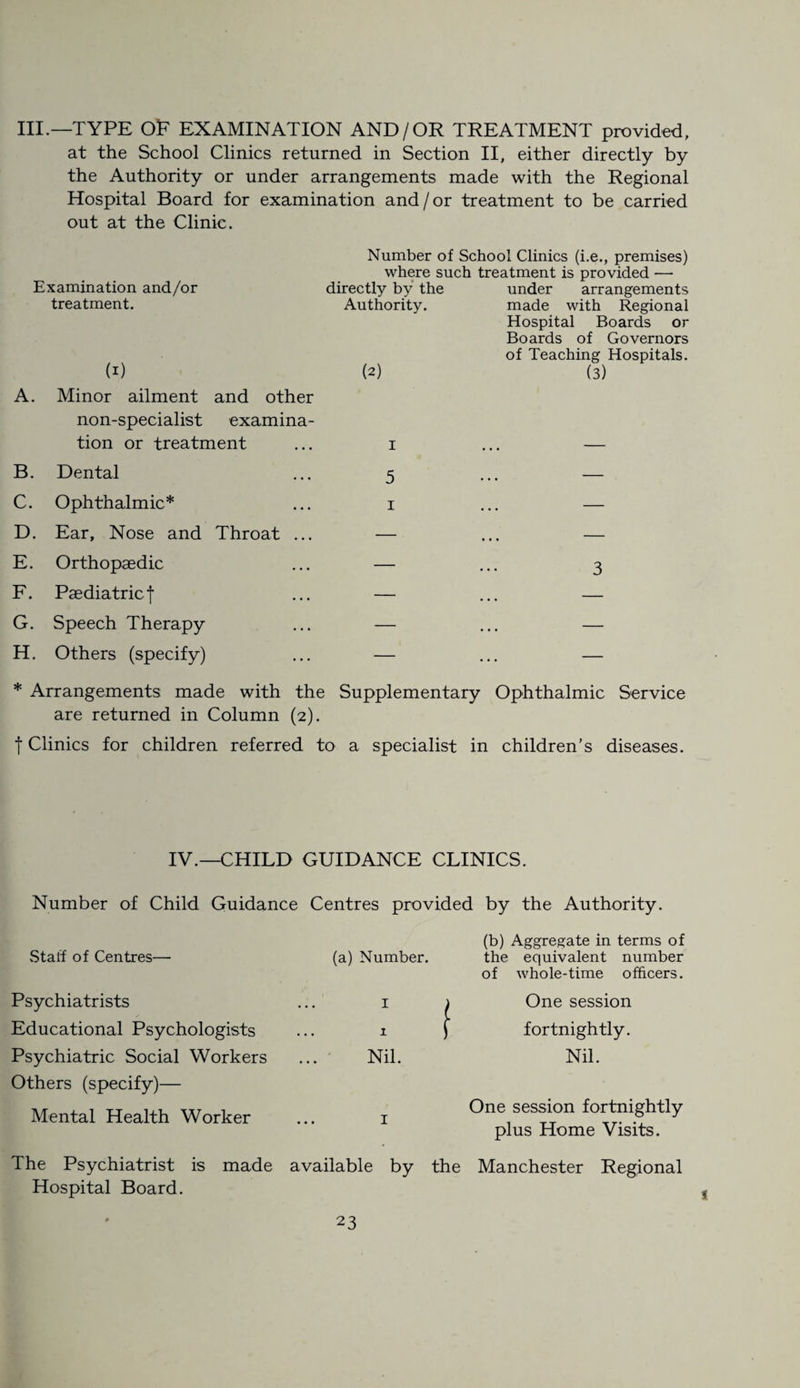 III.—TYPE OF EXAMINATION AND/OR TREATMENT provided,
at the School Clinics returned in Section II, either directly by
the Authority or under arrangements made with the Regional
Hospital Board for examination and/or treatment to be carried
out at the Clinic.
Number of School Clinics (i.e., premises)
where such treatment is provided —
Examination and/or directly by the under arrangements
treatment. Authority. made with Regional
Hospital Boards or
Boards of Governors
of Teaching Hospitals.
(1) (2) (3)
A. Minor ailment and other
non-specialist examina-
tion or treatment ... 1 ... —
B. Dental ... 5 ... —
C. Ophthalmic* ... 1 ... —
D. Ear, Nose and Throat ... — ... —
E. Orthopædic ... — ... 3
F. Pædiatric† ... — ... —
G. Speech Therapy ... — ... —
H. Others (specify) ... — ... —
* Arrangements made with the Supplementary Ophthalmic Service
are returned in Column (2).
† Clinics for children referred to a specialist in children's diseases.
IV.—CHILD GUIDANCE CLINICS.
Number of Child Guidance Centres provided by the Authority.
(b) Aggregate in terms of
Staff of Centres— (a) Number. the equivalent number
of whole-time officers.
Psychiatrists ... 1 } One session
Educational Psychologists ... 1 } fortnightly.
Psychiatric Social Workers ... Nil. Nil.
Others (specify)—
Mental Health Worker ... 1 One session fortnightly
plus Home Visits.
The Psychiatrist is made available by the Manchester Regional
Hospital Board.
23